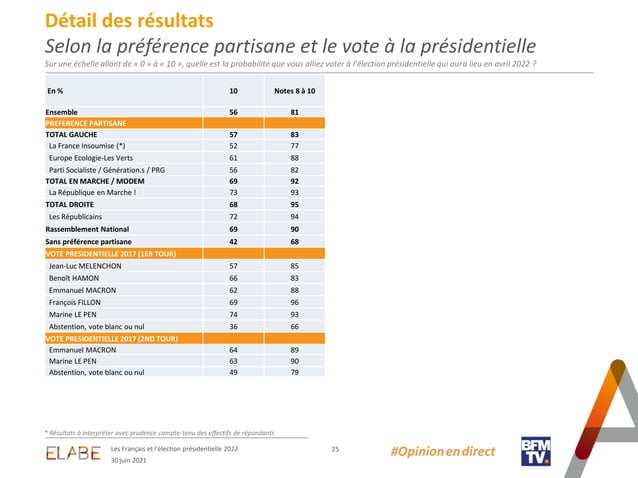 Détail des résultats
Selon la préférence partisane et le vote à la présidentielle
Sur une échelle allant de « 0 » à « 10 », quelle est la probabilité que vous alliez voter à l'élection présidentielle qui aura lieu en avril 2022 ?
En % 10 Notes 8 à 10
Ensemble 56 81
PREFERENCE PARTISANE
TOTAL GAUCHE 57 83
La France Insoumise (*) 52 77
Europe Ecologie-Les Verts 61 88
Parti Socialiste / Génération.s / PRG 56 82
TOTAL EN MARCHE / MODEM 69 92
La République en Marche ! 73 93
TOTAL DROITE 68 95
Les Républicains 72 94
Rassemblement National 69 90
Sans préférence partisane 42 68
VOTE PRESIDENTIELLE 2017 (1ER TOUR)
Jean-Luc MELENCHON 57 85
Benoît HAMON 66 83
Emmanuel MACRON 62 88
François FILLON 69 96
Marine LE PEN 74 93
Abstention, vote blanc ou nul 36 66
VOTE PRESIDENTIELLE 2017 (2ND TOUR)
Emmanuel MACRON 64 89
Marine LE PEN 63 90
Abstention, vote blanc ou nul 49 79
* Résultats à interpréter avec prudence compte-tenu des effectifs de répondants
ELABE
Les Français et l'élection présidentielle 2022
30 juin 2021
25
#Opinion en direct
BFM
TV.